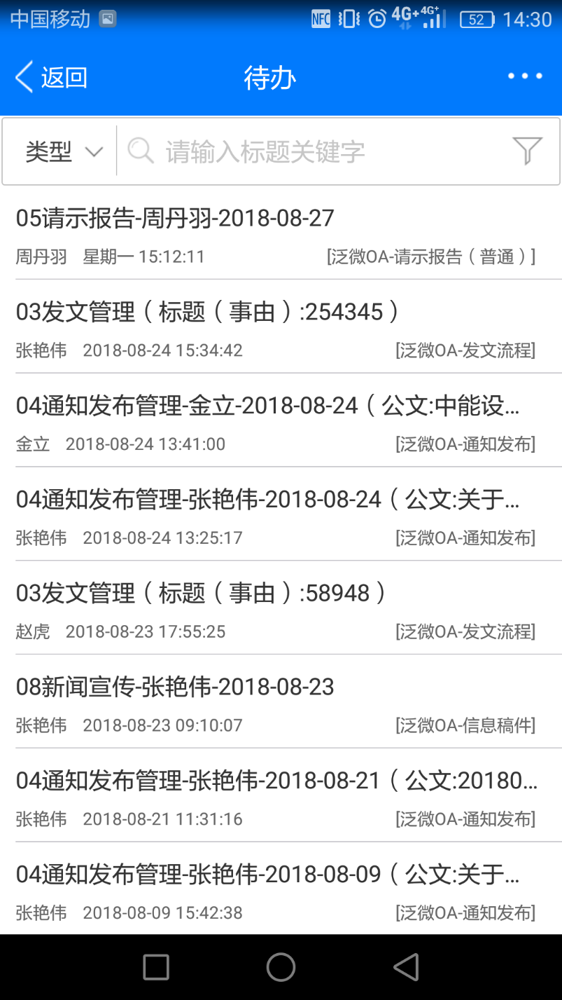 中国移动 NFC 4G+ 4G+ 52 14:30
返回 待办
类型 请输入标题关键字
05请示报告-周丹羽-2018-08-27
周丹羽 星期一 15:12:11 [泛微OA-请示报告（普通）]
03发文管理（标题（事由）:254345）
张艳伟 2018-08-24 15:34:42 [泛微OA-发文流程]
04通知发布管理-金立-2018-08-24（公文:中能设...
金立 2018-08-24 13:41:00 [泛微OA-通知发布]
04通知发布管理-张艳伟-2018-08-24（公文:关于...
张艳伟 2018-08-24 13:25:17 [泛微OA-通知发布]
03发文管理（标题（事由）:58948）
赵虎 2018-08-23 17:55:25 [泛微OA-发文流程]
08新闻宣传-张艳伟-2018-08-23
张艳伟 2018-08-23 09:10:07 [泛微OA-信息稿件]
04通知发布管理-张艳伟-2018-08-21（公文:20180...
张艳伟 2018-08-21 11:31:16 [泛微OA-通知发布]
04通知发布管理-张艳伟-2018-08-09（公文:关于...
张艳伟 2018-08-09 15:42:38 [泛微OA-通知发布]